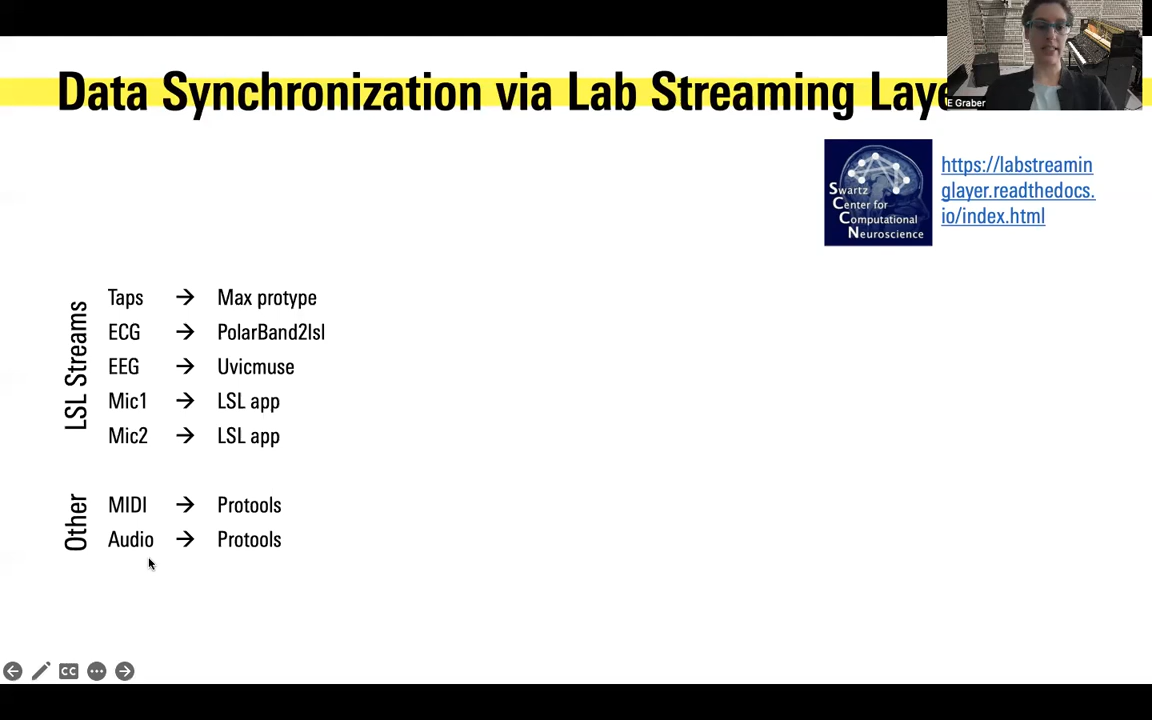 Data Synchronization via Lab Streaming Laye
E Graber
Swartz
Center for
Computational
Neuroscience
https://labstreamin
glayer.readthedocs.
io/index.html
LSL Streams
Taps → Max protype
ECG → PolarBand2lsl
EEG → Uvicmuse
Mic1 → LSL app
Mic2 → LSL app
Other
MIDI → Protools
Audio → Protools
CC